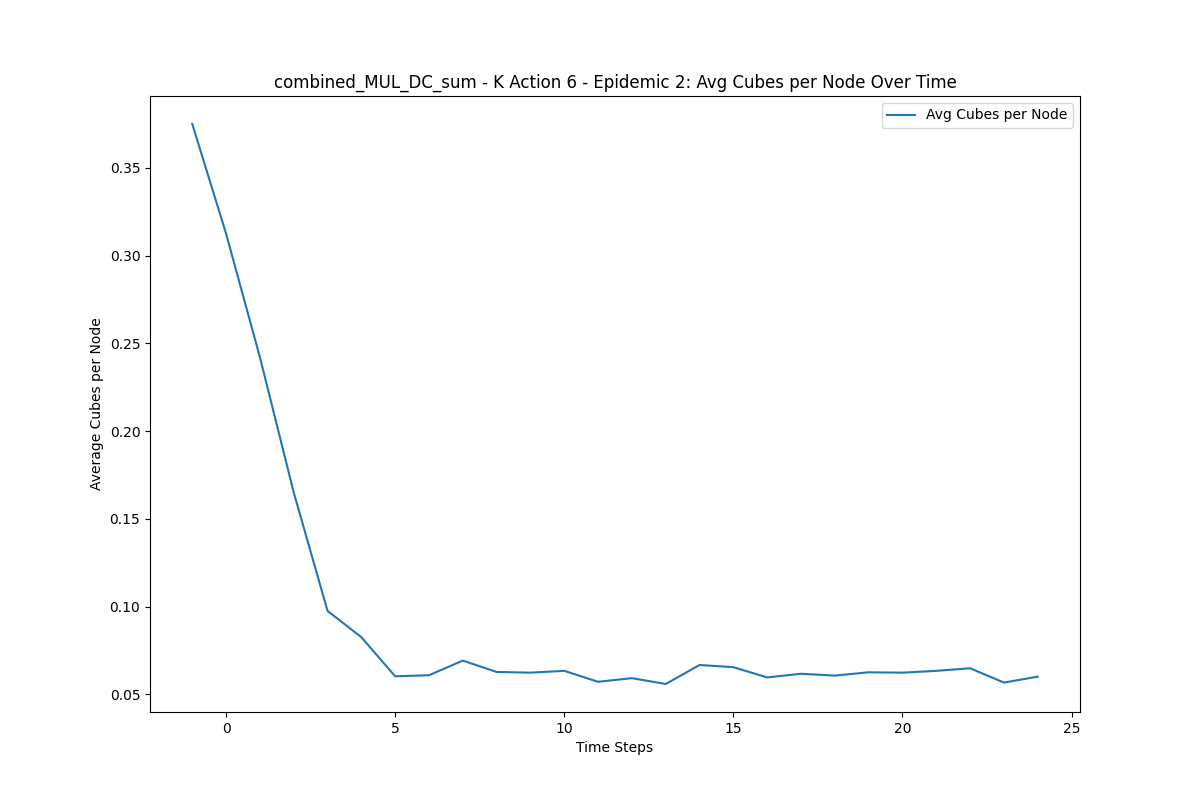 combined_MUL_DC_sum - K Action 6 - Epidemic 2: Avg Cubes per Node Over Time
Avg Cubes per Node
0.35
0.30
0.25
0.20
0.15
0.10
0.05
Average Cubes per Node
0 5 10 15 20 25
Time Steps